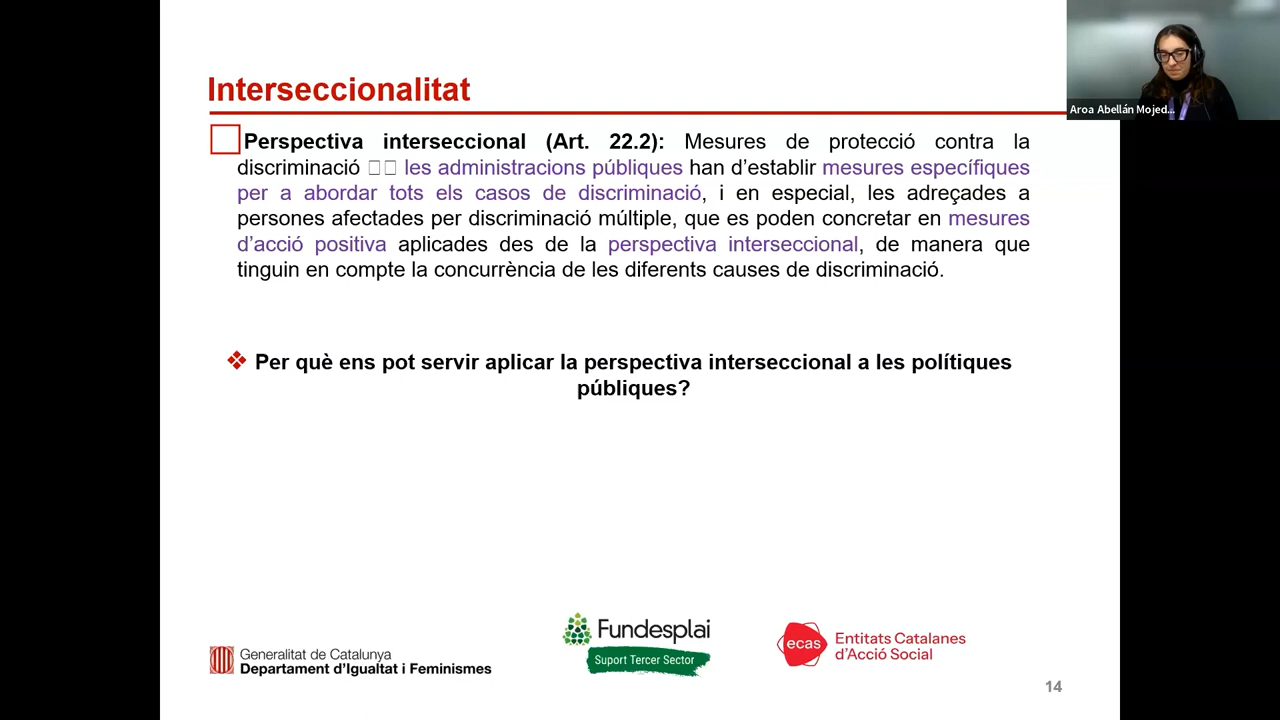 Interseccionalitat
Perspectiva interseccional (Art. 22.2): Mesures de protecció contra la
discriminació les administracions públiques han d’establir mesures específiques
per a abordar tots els casos de discriminació, i en especial, les adreçades a
persones afectades per discriminació múltiple, que es poden concretar en mesures
d’acció positiva aplicades des de la perspectiva interseccional, de manera que
tinguin en compte la concurrència de les diferents causes de discriminació.
❖ Per què ens pot servir aplicar la perspectiva interseccional a les polítiques
públiques?
Aroa Abellán Mojed...
Generalitat de Catalunya
Departament d’Igualtat i Feminismes
Fundesplai
Suport Tercer Sector
ecas
Entitats Catalanes
d’Acció Social
14